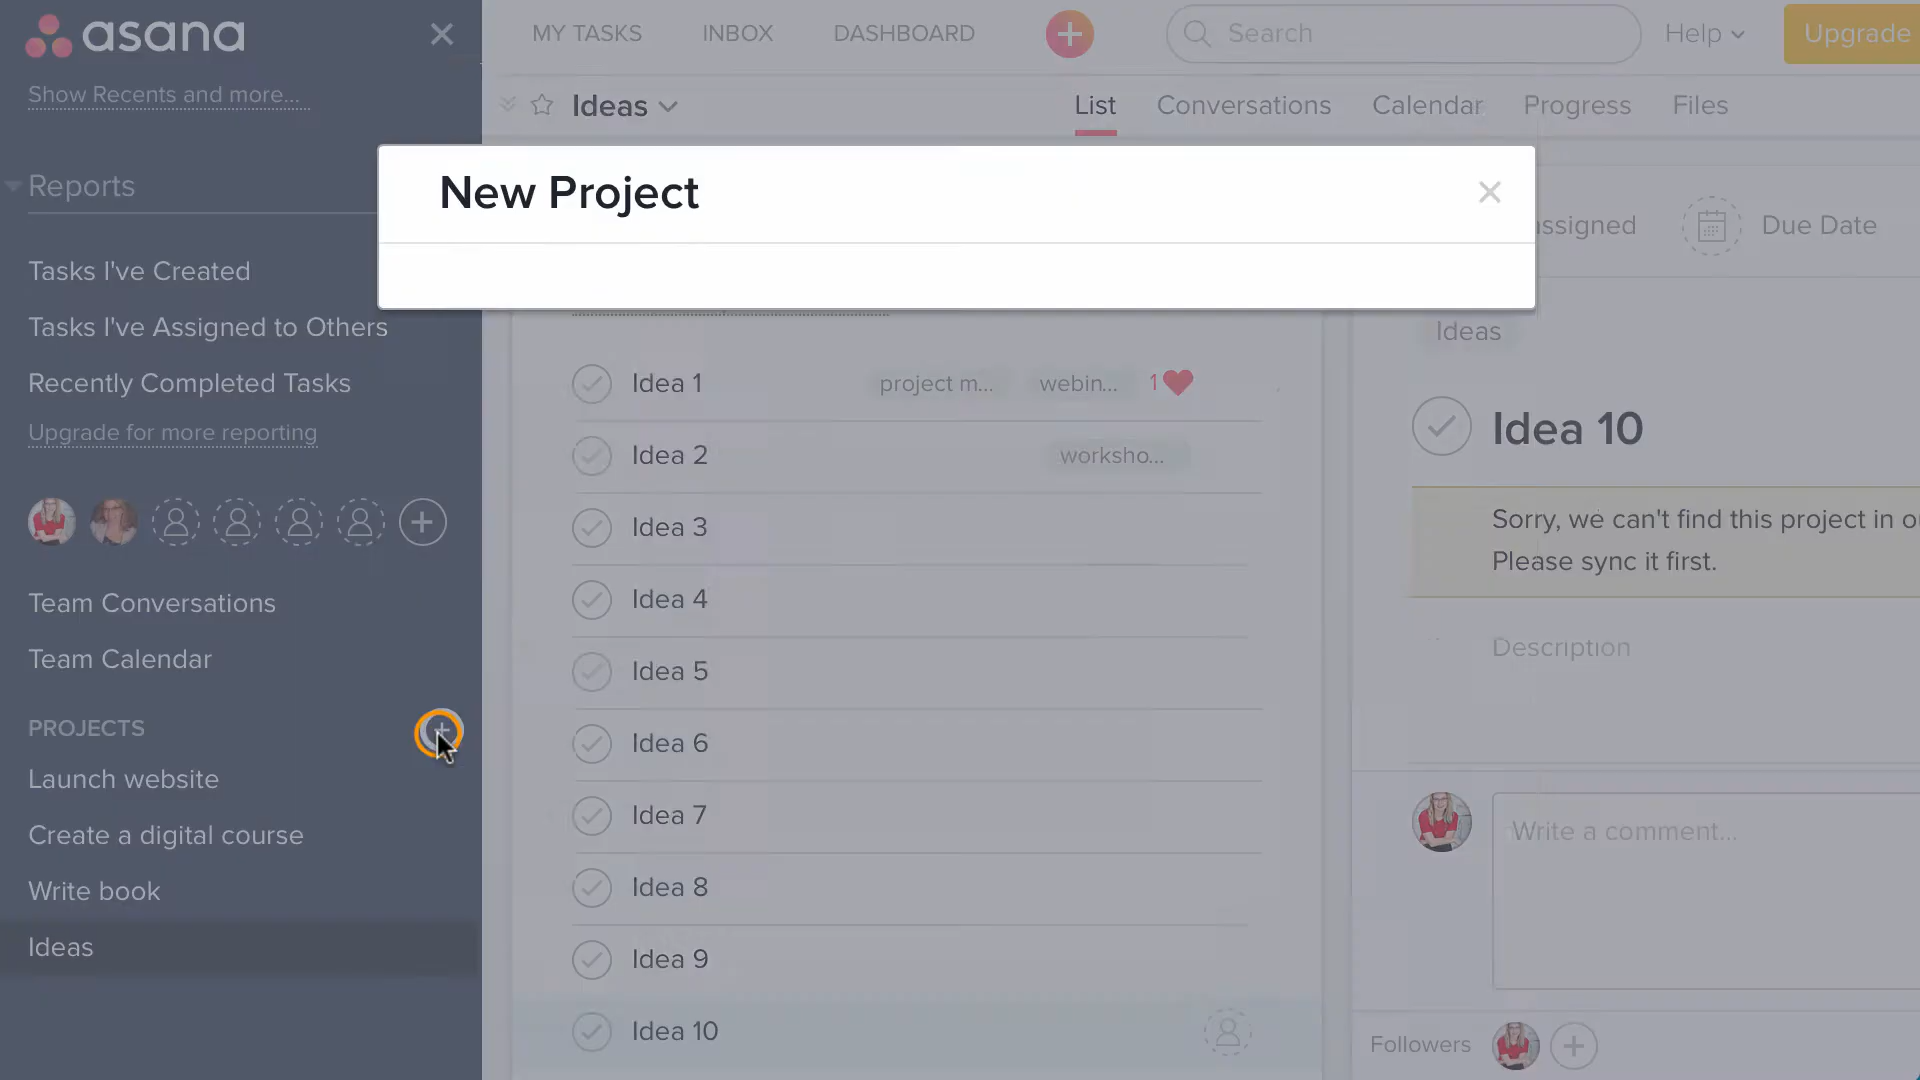 asana
Show Recents and more...
Reports
Tasks I've Created
Tasks I've Assigned to Others
Recently Completed Tasks
Upgrade for more reporting
Team Conversations
Team Calendar
PROJECTS
Launch website
Create a digital course
Write book
Ideas
MY TASKS
INBOX
DASHBOARD
Search
Help
Upgrade
Ideas
List
Conversations
Calendar
Progress
Files
New Project
Idea 1
project m...
webin...
1
Idea 2
worksho...
Idea 3
Idea 4
Idea 5
Idea 6
Idea 7
Idea 8
Idea 9
Idea 10
ssigned
Due Date
Ideas
Idea 10
Sorry, we can't find this project in
Please sync it first.
Description
Write a comment...
Followers